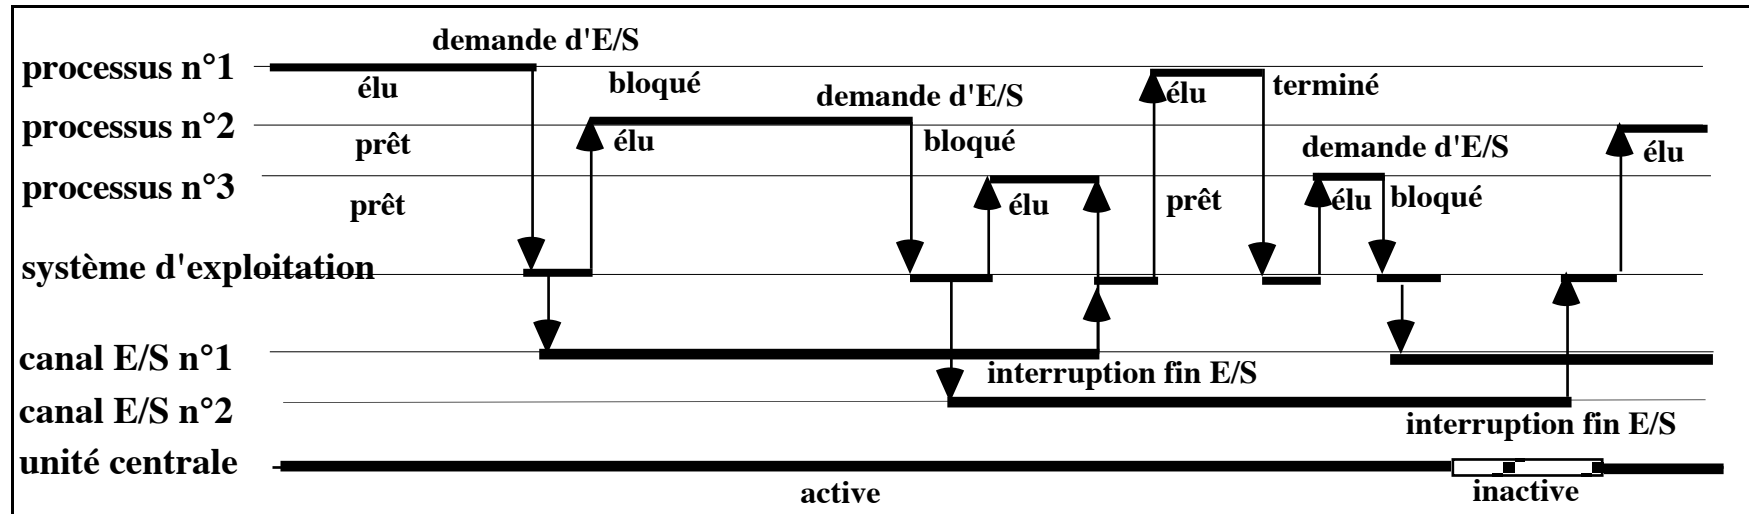 demande d'E/S
processus n°1
élu
bloqué
élu
terminé
demande d'E/S
processus n°2
prêt
élu
bloqué
demande d'E/S
élu
processus n°3
prêt
élu
prêt
élu
bloqué
système d'exploitation
canal E/S n°1
interruption fin E/S
canal E/S n°2
interruption fin E/S
unité centrale
active
inactive